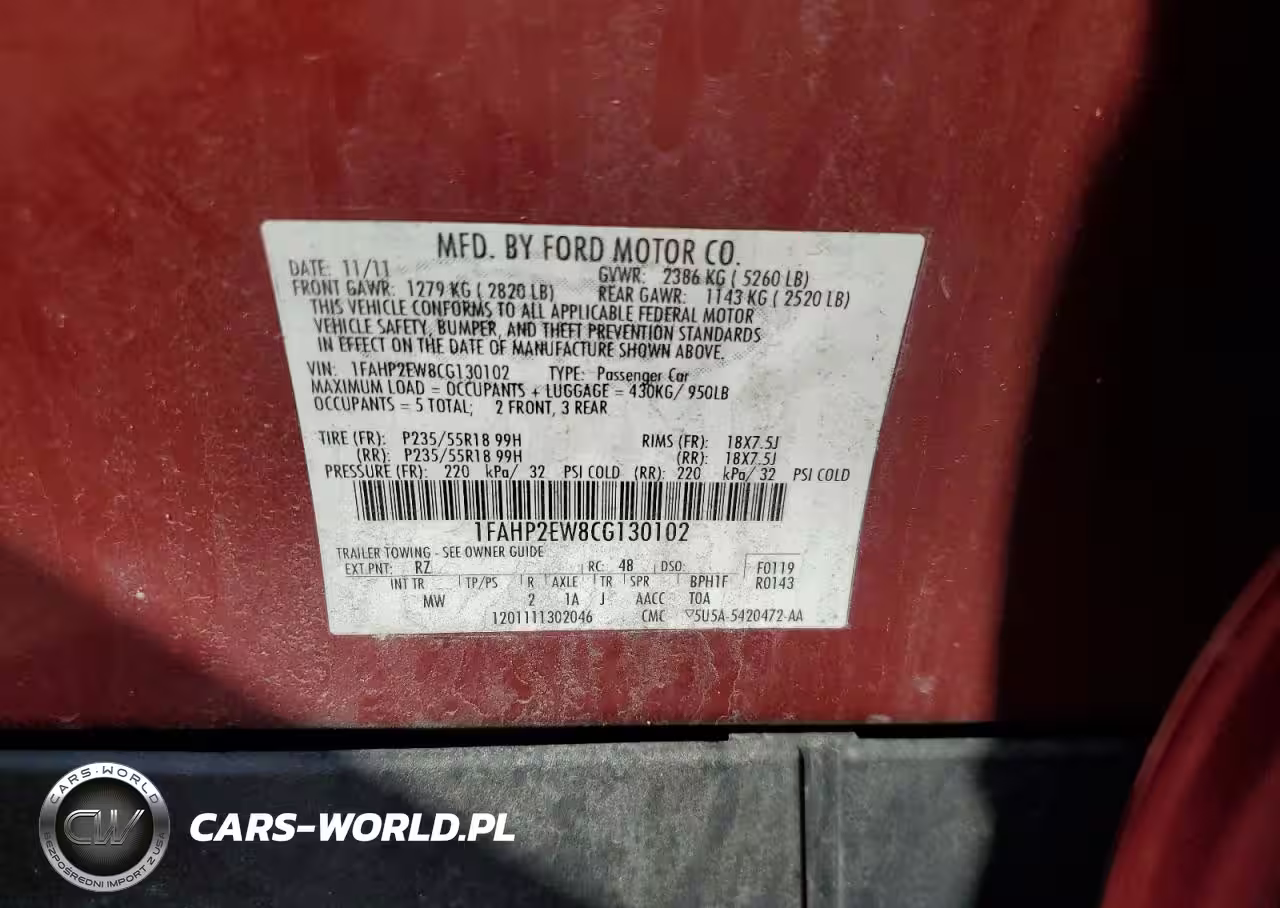 MFD. BY FORD MOTOR CO.
DATE: 11/11 GVWR: 2386 KG ( 5260 LB)
FRONT GAWR: 1279 KG ( 2820 LB) REAR GAWR: 1143 KG ( 2520 LB)
THIS VEHICLE CONFORMS TO ALL APPLICABLE FEDERAL MOTOR
VEHICLE SAFETY, BUMPER, AND THEFT PREVENTION STANDARDS
IN EFFECT ON THE DATE OF MANUFACTURE SHOWN ABOVE.
VIN: 1FAHP2EW8CG130102 TYPE: Passenger Car
MAXIMUM LOAD = OCCUPANTS + LUGGAGE = 430KG/ 950LB
OCCUPANTS = 5 TOTAL; 2 FRONT, 3 REAR
TIRE (FR): P235/55R18 99H RIMS (FR): 18X7.5J
(RR): P235/55R18 99H (RR): 18X7.5J
PRESSURE (FR): 220 kPa/ 32 PSI COLD (RR): 220 kPa/ 32 PSI COLD
1FAHP2EW8CG130102
TRAILER TOWING - SEE OWNER GUIDE
EXT PNT: RZ RC: 48 DSO: F0119
INT TR TP/PS R AXLE TR SPR BPH1F R0143
MW 2 1A J AACC TOA
1201111302046 CMC ▽5U5A-5420472-AA
CARS-WORLD
CW
BEZPOŚREDNI IMPORT Z USA
CARS-WORLD.PL